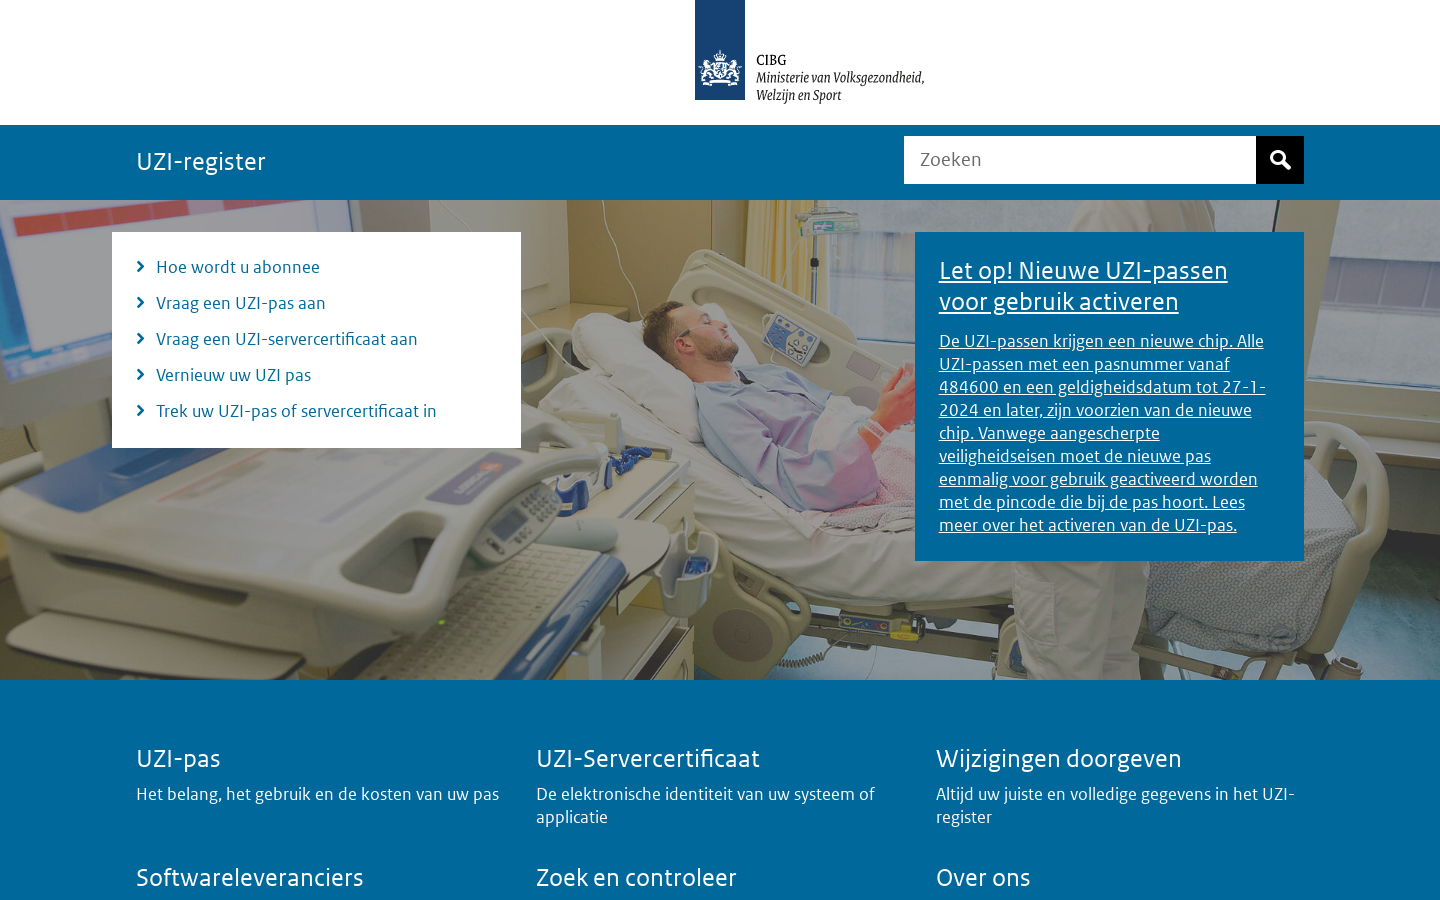 CIBG
Ministerie van Volksgezondheid,
Welzijn en Sport
UZI-register
Zoeken
Hoe wordt u abonnee
Vraag een UZI-pas aan
Vraag een UZI-servercertificaat aan
Vernieuw uw UZI pas
Trek uw UZI-pas of servercertificaat in
Let op! Nieuwe UZI-passen
voor gebruik activeren
De UZI-passen krijgen een nieuwe chip. Alle
UZI-passen met een pasnummer vanaf
484600 en een geldigheidsdatum tot 27-1-
2024 en later, zijn voorzien van de nieuwe
chip. Vanwege aangescherpte
veiligheidseisen moet de nieuwe pas
eenmalig voor gebruik geactiveerd worden
met de pincode die bij de pas hoort. Lees
meer over het activeren van de UZI-pas.
UZI-pas
Het belang, het gebruik en de kosten van uw pas
UZI-Servercertificaat
De elektronische identiteit van uw systeem of
applicatie
Wijzigingen doorgeven
Altijd uw juiste en volledige gegevens in het UZI-
register
Softwareleveranciers
Zoek en controleer
Over ons